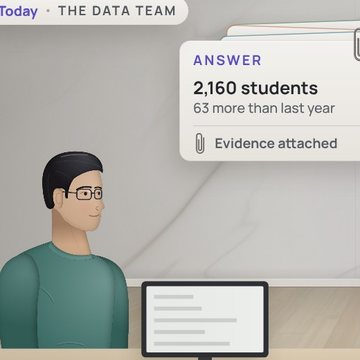 Today • THE DATA TEAM
ANSWER
2,160 students
63 more than last year
Evidence attached